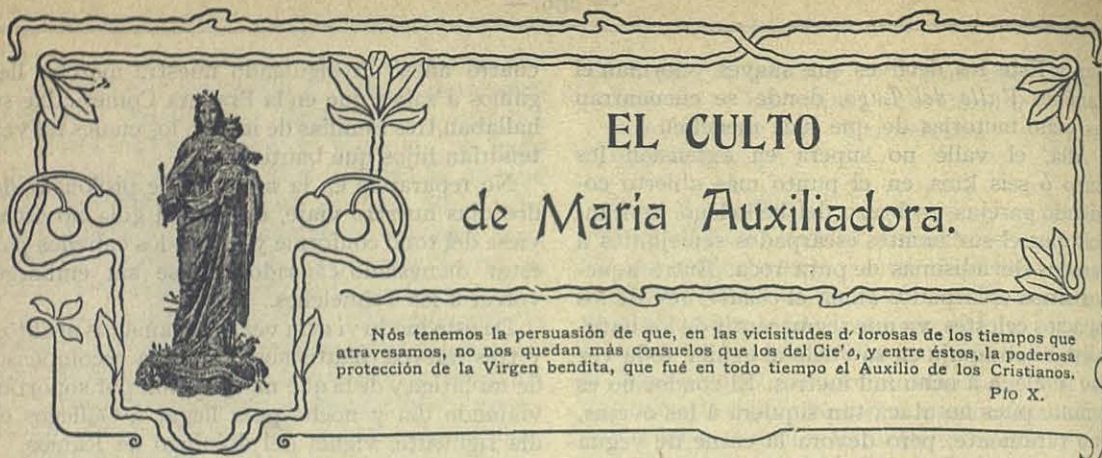 EL CULTO
de María Auxiliadora.
Nós tenemos la persuasión de que, en las vicisitudes d' lorosas de los tiempos que
atravesamos, no nos quedan más consuelos que los del Cie'o, y entre éstos, la poderosa
protección de la Virgen bendita, que fué en todo tiempo el Auxilio de los Cristianos.
Pío X.